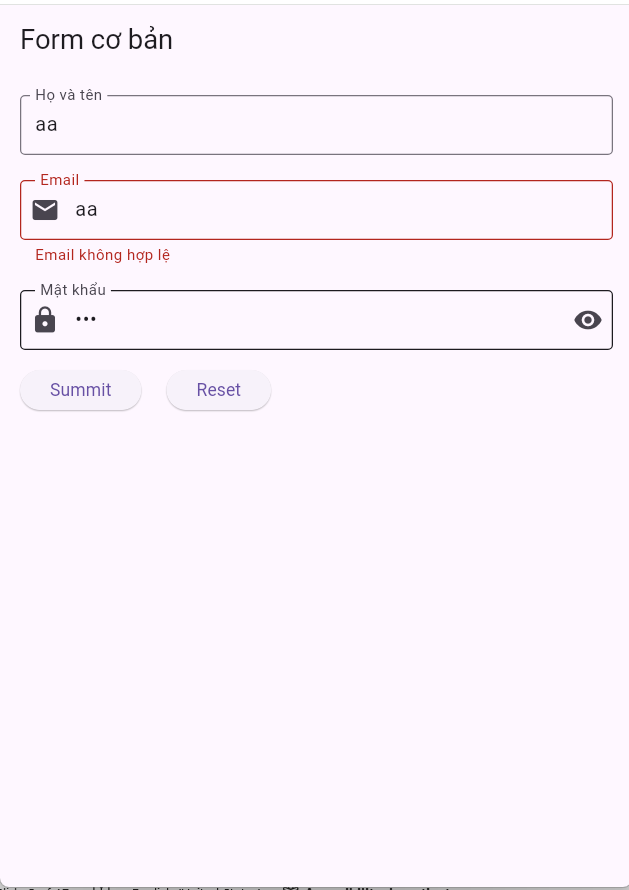 Form cơ bản
Họ và tên
aa
Email
aa
Email không hợp lệ
Mật khẩu
•••
Summit
Reset